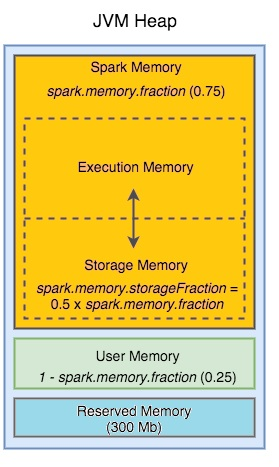 JVM Heap
Spark Memory
spark.memory.fraction (0.75)
Execution Memory
Storage Memory
spark.memory.storageFraction =
0.5 x spark.memory.fraction
User Memory
1 - spark.memory.fraction (0.25)
Reserved Memory
(300 Mb)